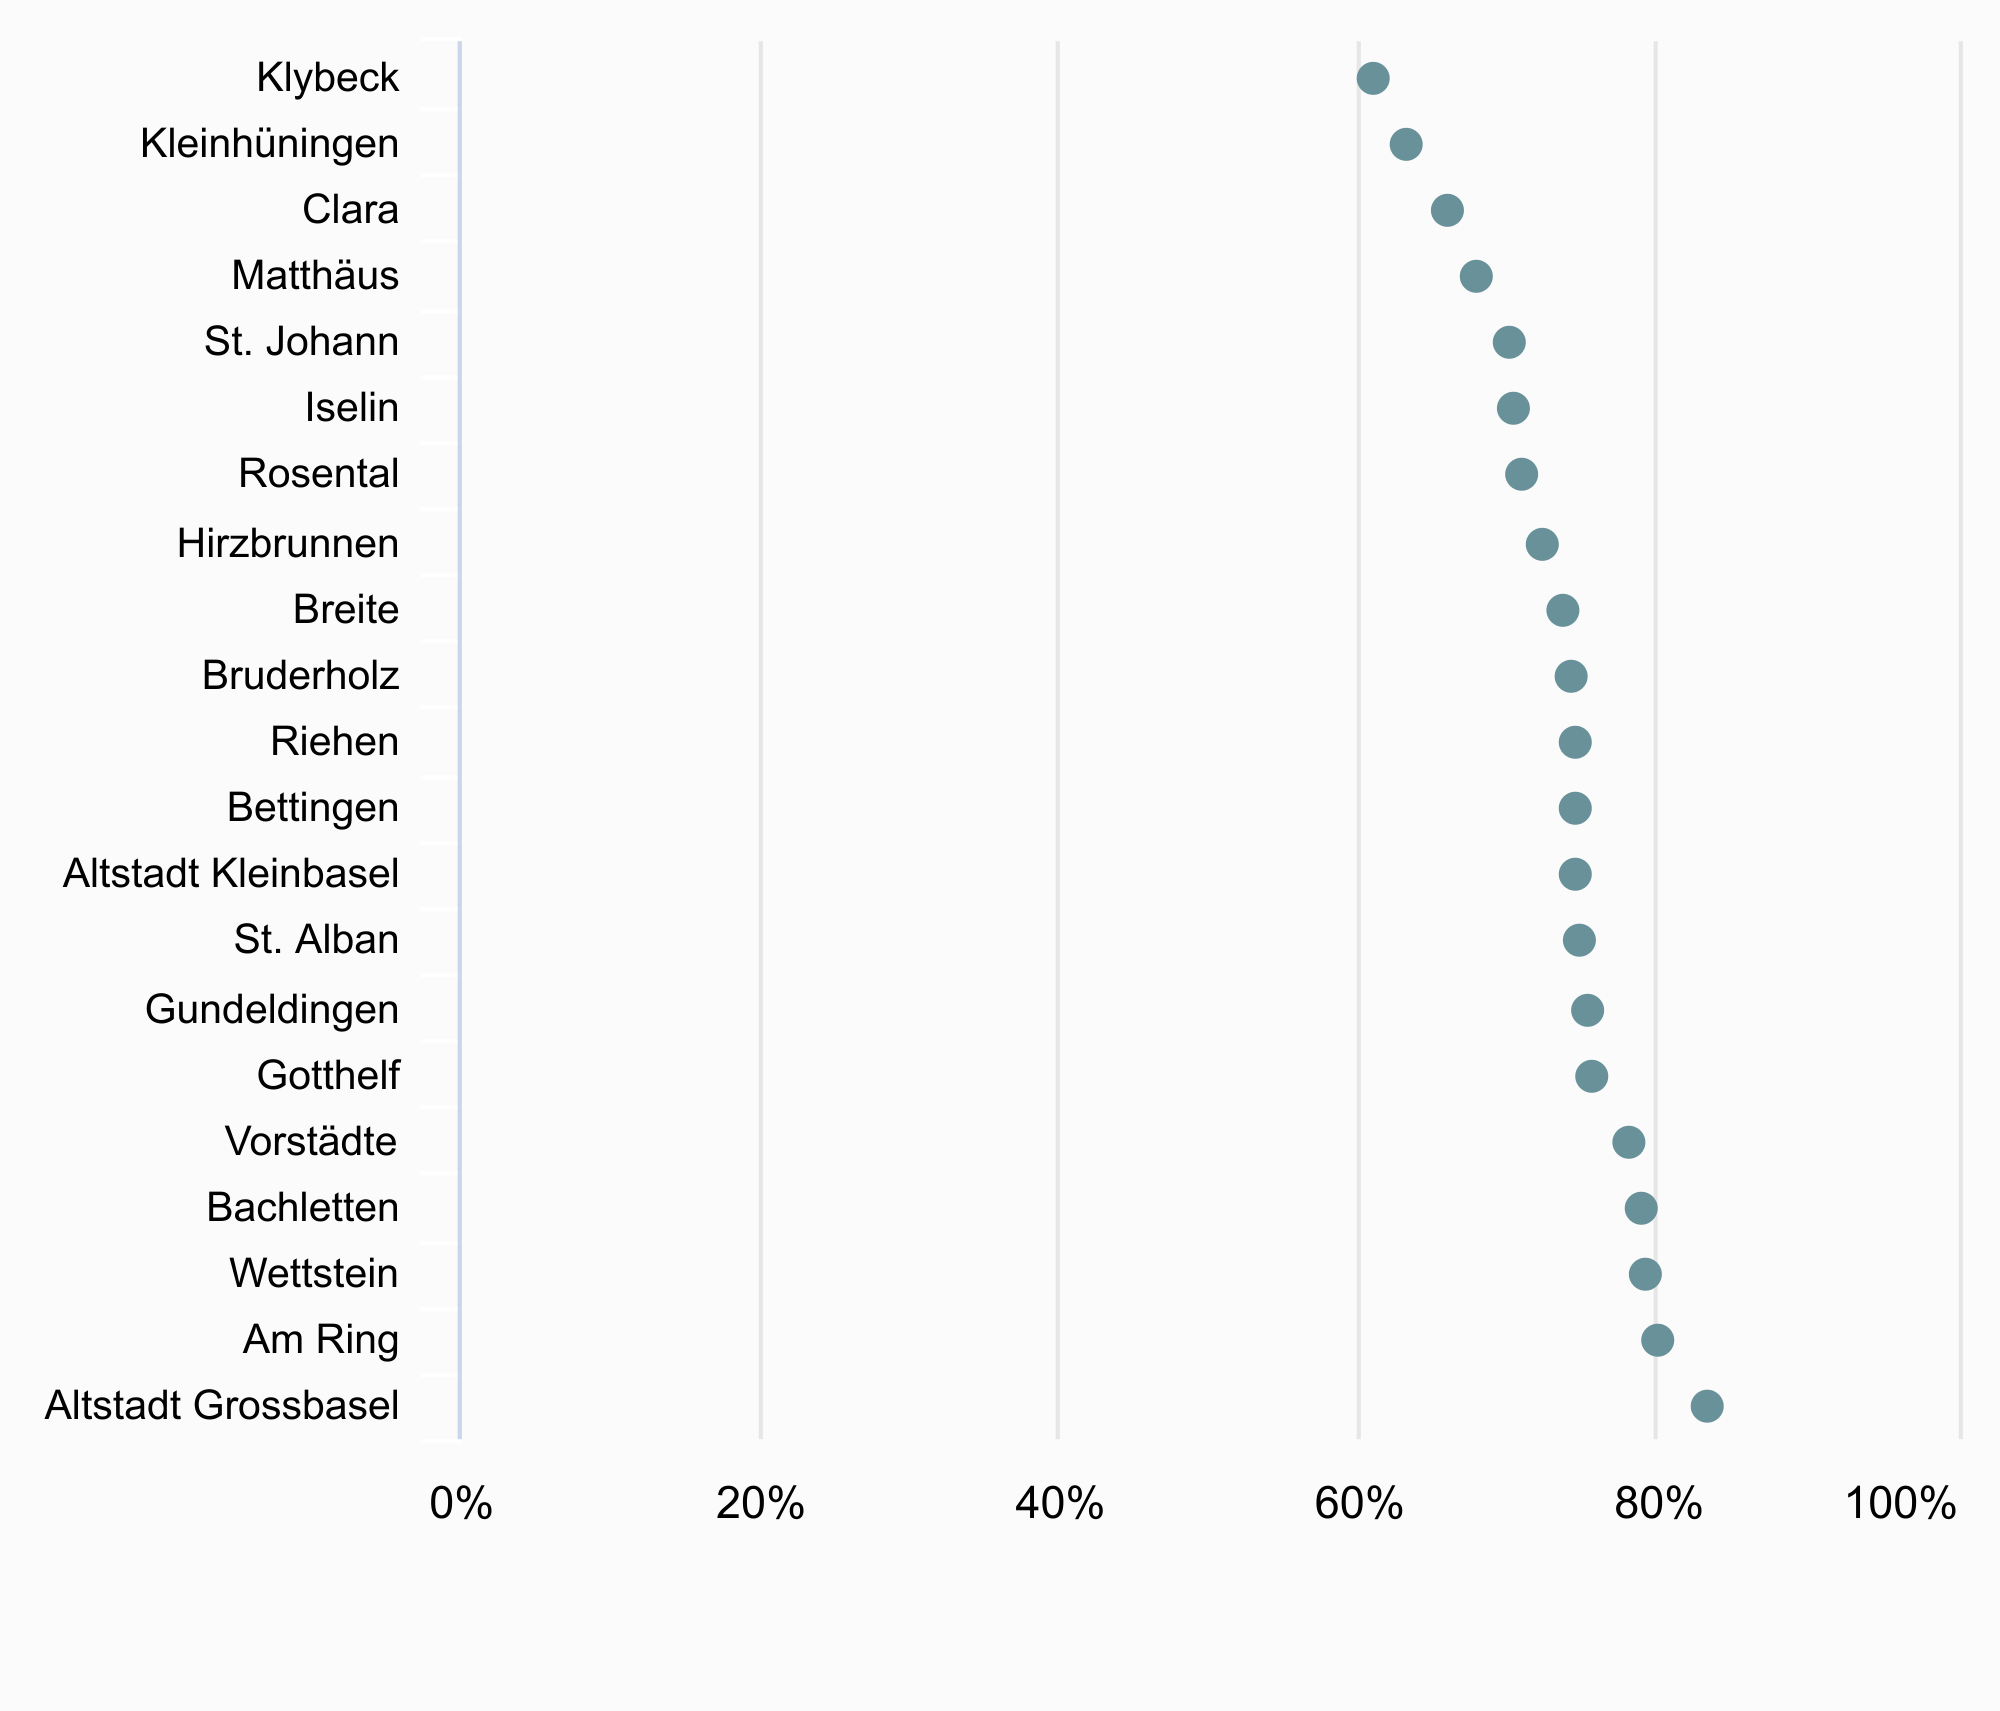 Klybeck
Kleinhüningen
Clara
Matthäus
St. Johann
Iselin
Rosental
Hirzbrunnen
Breite
Bruderholz
Riehen
Bettingen
Altstadt Kleinbasel
St. Alban
Gundeldingen
Gotthelf
Vorstädte
Bachletten
Wettstein
Am Ring
Altstadt Grossbasel
0% 20% 40% 60% 80% 100%